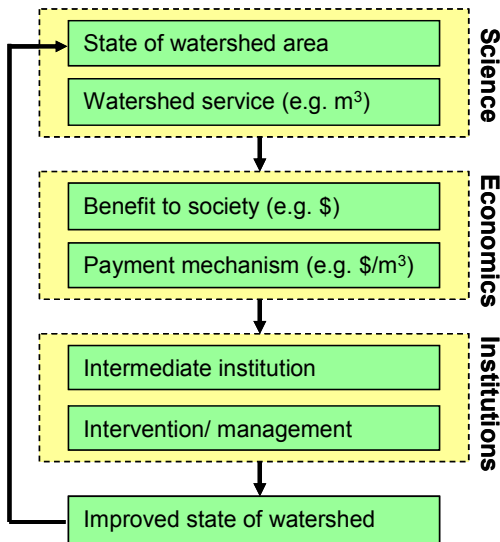 State of watershed area
Watershed service (e.g. m³)
Science
Benefit to society (e.g. $)
Payment mechanism (e.g. $/m³)
Economics
Intermediate institution
Intervention/ management
Institutions
Improved state of watershed